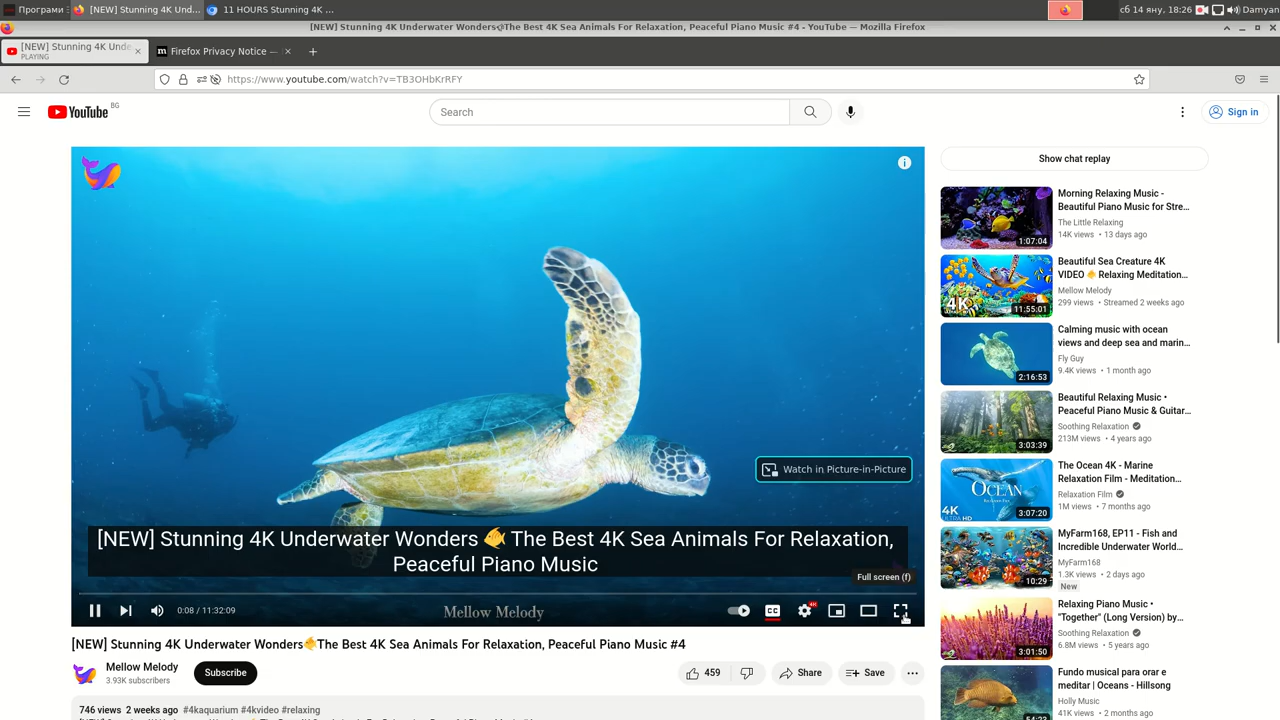 Програми
[NEW] Stunning 4K Und...
11 HOURS Stunning 4K ...
сб 14 яну, 18:26
Damyan
[NEW] Stunning 4K Underwater Wonders🐠The Best 4K Sea Animals For Relaxation, Peaceful Piano Music #4 - YouTube — Mozilla Firefox
[NEW] Stunning 4K Unde
PLAYING
Firefox Privacy Notice —
https://www.youtube.com/watch?v=TB3OHbKrRFY
YouTube
BG
Search
Sign in
Show chat replay
Watch in Picture-in-Picture
[NEW] Stunning 4K Underwater Wonders 🐠The Best 4K Sea Animals For Relaxation,
Peaceful Piano Music
Full screen (f)
0:08 / 11:32:09
Mellow Melody
CC
4K
[NEW] Stunning 4K Underwater Wonders🐠The Best 4K Sea Animals For Relaxation, Peaceful Piano Music #4
Mellow Melody
3.93K subscribers
Subscribe
459
Share
Save
746 views 2 weeks ago #4kaquarium #4kvideo #relaxing
Morning Relaxing Music -
Beautiful Piano Music for Stre...
The Little Relaxing
14K views • 13 days ago
1:07:04
Beautiful Sea Creature 4K
VIDEO 🐠 Relaxing Meditation...
Mellow Melody
299 views • Streamed 2 weeks ago
4K
11:55:01
Calming music with ocean
views and deep sea and marin...
Fly Guy
9.4K views • 1 month ago
2:16:53
Beautiful Relaxing Music •
Peaceful Piano Music & Guitar...
Soothing Relaxation
213M views • 4 years ago
3:03:39
The Ocean 4K - Marine
Relaxation Film - Meditation...
Relaxation Film
1M views • 7 months ago
OCEAN
4K
ULTRA HD
3:07:20
MyFarm168, EP11 - Fish and
Incredible Underwater World...
MyFarm168
1.3K views • 2 days ago
New
10:29
Relaxing Piano Music •
"Together" (Long Version) by...
Soothing Relaxation
6.8M views • 5 years ago
3:01:50
Fundo musical para orar e
meditar | Oceans - Hillsong
Holly Music
41K views • 2 months ago
54:23